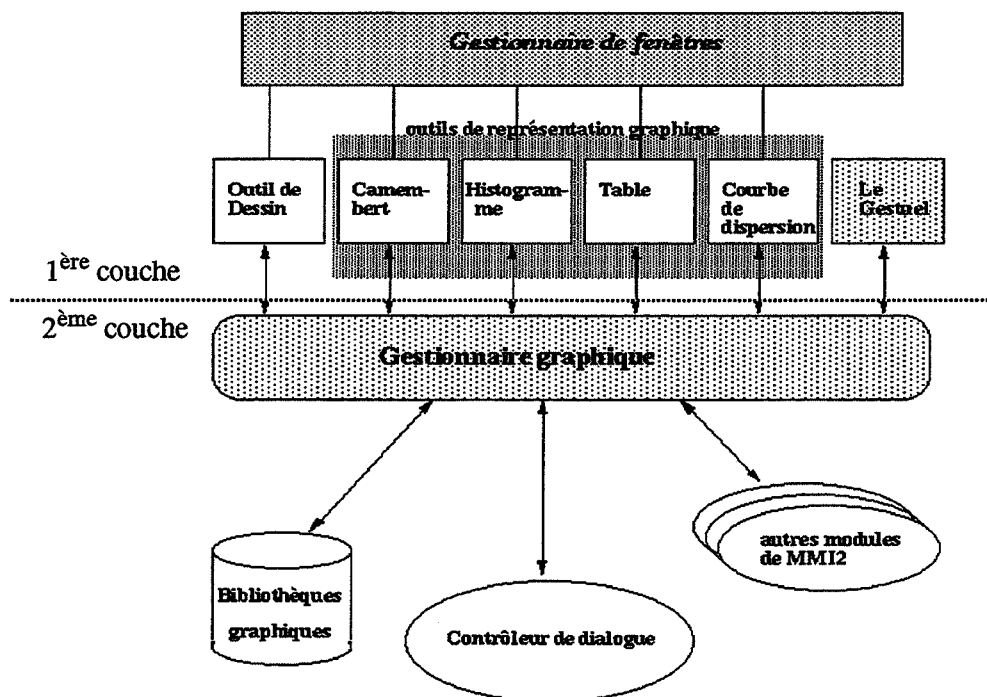 Gestionnaire de fenêtres
outils de représentation graphique
Outil de
Dessin
Camem-
bert
Histogram-
me
Table
Courbe
de
dispersion
Le
Gestuel
1ère couche
2ème couche
Gestionnaire graphique
Bibliothèques
graphiques
Contrôleur de dialogue
autres modules
de MMI2